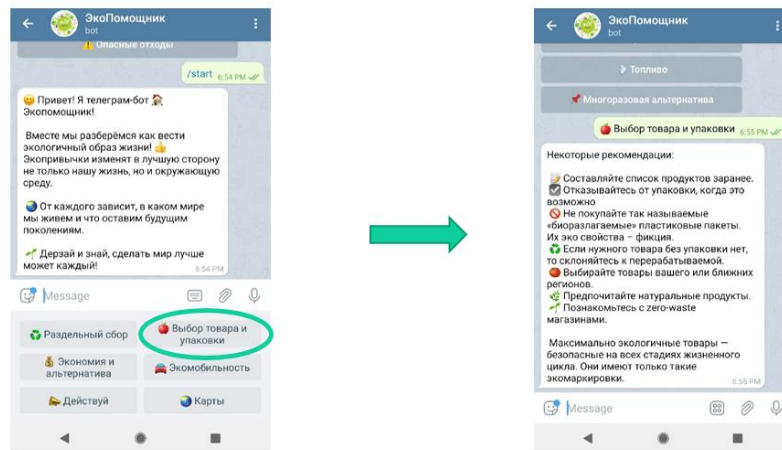 ЭкоПомощник
bot
Опасные отходы
/start 6:54 PM
Привет! Я телеграм-бот
Экопомощник!
Вместе мы разберёмся как вести
экологичный образ жизни!
Экопривычки изменят в лучшую сторону
не только нашу жизнь, но и окружающую
среду.
От каждого зависит, в каком мире
мы живем и что оставим будущим
поколениям.
Дерзай и знай, сделать мир лучше
может каждый!
6:54 PM
Message
Раздельный сбор
Выбор товара и
упаковки
Экономия и
альтернатива
Экомобильность
Действуй
Карты
ЭкоПомощник
bot
Топливо
Многоразовая альтернатива
Выбор товара и упаковки 6:55 PM
Некоторые рекомендации:
Составляйте список продуктов заранее.
Отказывайтесь от упаковки, когда это
возможно
Не покупайте так называемые
«биоразлагаемые» пластиковые пакеты.
Их эко свойства – фикция.
Если нужного товара без упаковки нет,
то склоняйтесь к перерабатываемой.
Выбирайте товары вашего или ближних
регионов.
Предпочитайте натуральные продукты.
Познакомьтесь с zero-waste
магазинами.
Максимально экологичные товары —
безопасные на всех стадиях жизненного
цикла. Они имеют только такие
экомаркировки.
6:55 PM
Message